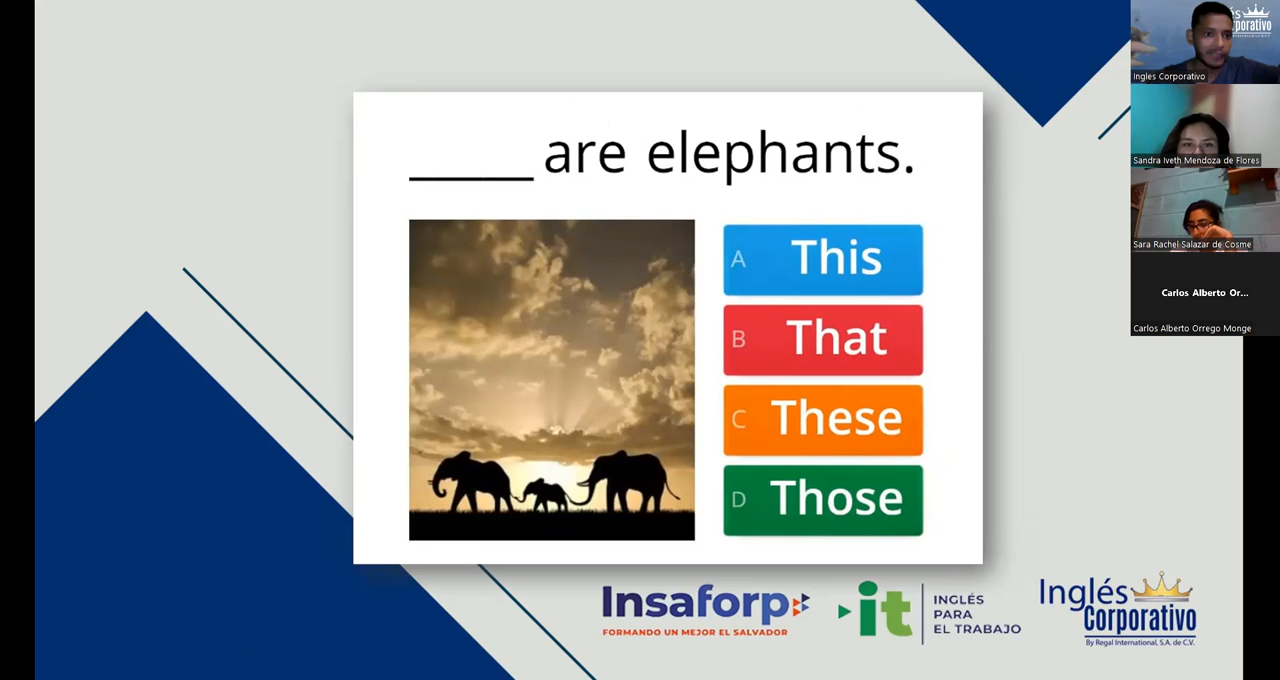 _____ are elephants.
A This
B That
C These
D Those
Insaforp
FORMANDO UN MEJOR EL SALVADOR
it
INGLÉS
PARA
EL TRABAJO
Inglés
Corporativo
By Regal International, S.A. de C.V.
Ingles Corporativo
Sandra Iveth Mendoza de Flores
Sara Rachel Salazar de Cosme
Carlos Alberto Or...
Carlos Alberto Orrego Monge